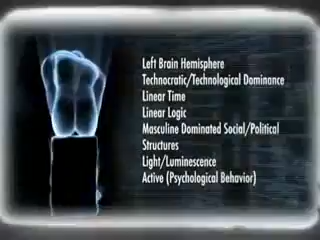 Left Brain Hemisphere
Technocratic/Technological Dominance
Linear Time
Linear Logic
Masculine Dominated Social/Political
Structures
Light/Luminescence
Active (Psychological Behavior)